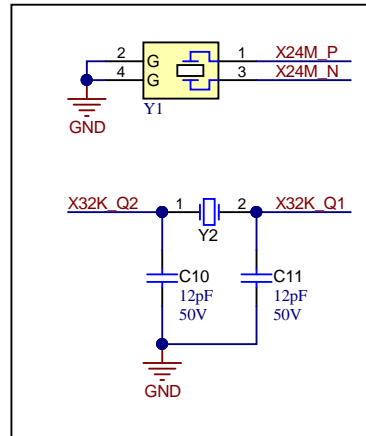 2 G 1 X24M_P
4 G 3 X24M_N
Y1
GND
X32K_Q2 1 2 X32K_Q1
Y2
C10 C11
12pF 12pF
50V 50V
GND